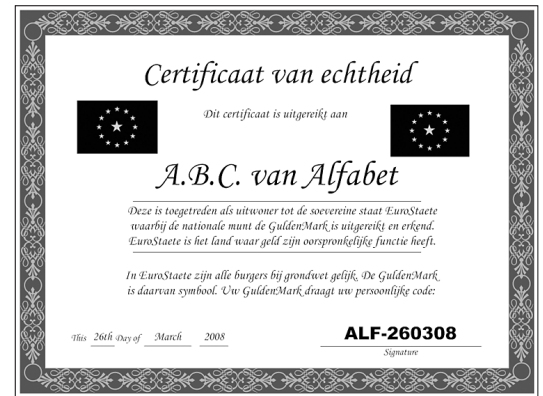 Certificaat van echtheid
Dit certificaat is uitgereikt aan
A.B.C. van Alfabet
Deze is toegetreden als uitwoner tot de soevereine staat EuroStaete
waarbij de nationale munt de GuldenMark is uitgereikt en erkend.
EuroStaete is het land waar geld zijn oorspronkelijke functie heeft.
In EuroStaete zijn alle burgers bij grondwet gelijk. De GuldenMark
is daarvan symbool. Uw GuldenMark draagt uw persoonlijke code:
This 26th Day of March 2008
ALF-260308
Signature